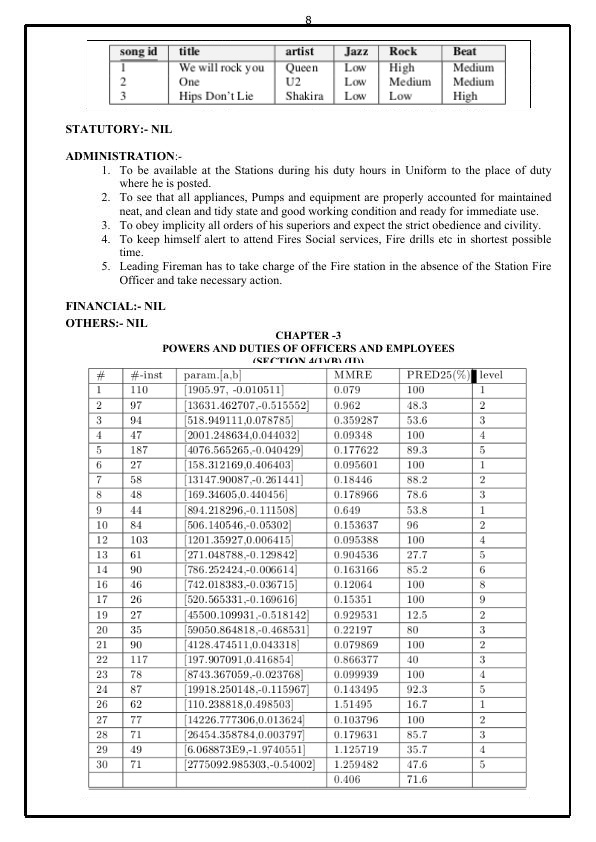 8
song id title artist Jazz Rock Beat
1 We will rock you Queen Low High Medium
2 One U2 Low Medium Medium
3 Hips Don't Lie Shakira Low Low High
STATUTORY:- NIL
ADMINISTRATION:-
1. To be available at the Stations during his duty hours in Uniform to the place of duty
where he is posted.
2. To see that all appliances, Pumps and equipment are properly accounted for maintained
neat, and clean and tidy state and good working condition and ready for immediate use.
3. To obey implicity all orders of his superiors and expect the strict obedience and civility.
4. To keep himself alert to attend Fires Social services, Fire drills etc in shortest possible
time.
5. Leading Fireman has to take charge of the Fire station in the absence of the Station Fire
Officer and take necessary action.
FINANCIAL:- NIL
OTHERS:- NIL
CHAPTER -3
POWERS AND DUTIES OF OFFICERS AND EMPLOYEES
(SECTION 4(1)(B) (II))
# #-inst param.[a,b] MMRE PRED25(%) level
1 110 [1905.97, -0.010511] 0.079 100 1
2 97 [13631.462707,-0.515552] 0.962 48.3 2
3 94 [518.949111,0.078785] 0.359287 53.6 3
4 47 [2001.248634,0.044032] 0.09348 100 4
5 187 [4076.565265,-0.040429] 0.177622 89.3 5
6 27 [158.312169,0.406403] 0.095601 100 1
7 58 [13147.90087,-0.261441] 0.18446 88.2 2
8 48 [169.34605,0.440456] 0.178966 78.6 3
9 44 [894.218296,-0.111508] 0.649 53.8 1
10 84 [506.140546,-0.05302] 0.153637 96 2
12 103 [1201.35927,0.006415] 0.095388 100 4
13 61 [271.048788,-0.129842] 0.904536 27.7 5
14 90 [786.252424,-0.006614] 0.163166 85.2 6
16 46 [742.018383,-0.036715] 0.12064 100 8
17 26 [520.565331,-0.169616] 0.15351 100 9
19 27 [45500.109931,-0.518142] 0.929531 12.5 2
20 35 [59050.864818,-0.468531] 0.22197 80 3
21 90 [4128.474511,0.043318] 0.079869 100 2
22 117 [197.907091,0.416854] 0.866377 40 3
23 78 [8743.367059,-0.023768] 0.099939 100 4
24 87 [19918.250148,-0.115967] 0.143495 92.3 5
26 62 [110.238818,0.498503] 1.51495 16.7 1
27 77 [14226.777306,0.013624] 0.103796 100 2
28 71 [26454.358784,0.003797] 0.179631 85.7 3
29 49 [6.068873E9,-1.9740551] 1.125719 35.7 4
30 71 [2775092.985303,-0.54002] 1.259482 47.6 5
0.406 71.6